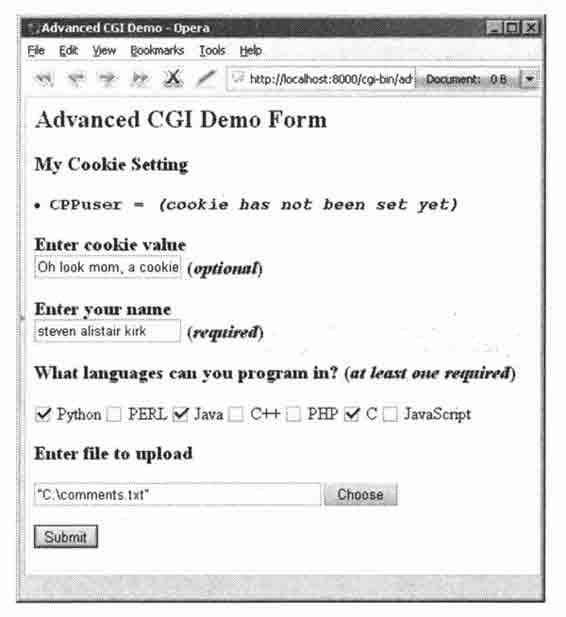 Advanced CGI Demo - Opera
File Edit View Bookmarks Tools Help
http://localhost:8000/cgi-bin/ad Document: 0 B
Advanced CGI Demo Form
My Cookie Setting
• CPPuser = (cookie has not been set yet)
Enter cookie value
Oh look mom, a cookie (optional)
Enter your name
steven alistair kirk (required)
What languages can you program in? (at least one required)
Python PERL Java C++ PHP C JavaScript
Enter file to upload
"C:\comments.txt" Choose
Submit